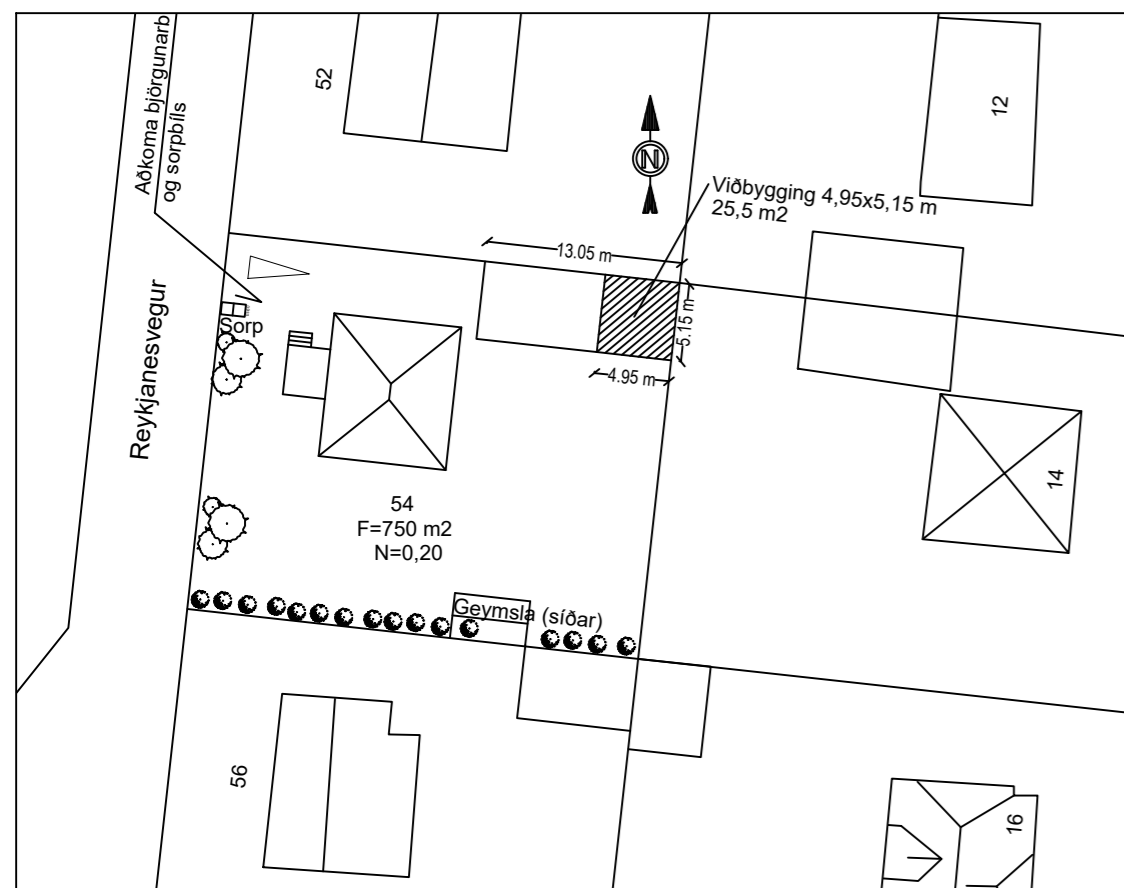 Aðkoma björgunarb
og sorpbíls
52
12
N
Viðbygging 4,95x5,15 m
25,5 m2
13.05 m
5.15 m
4.95 m
Sorp
Reykjanesvegur
54
F=750 m2
N=0,20
14
Geymsla (síðar)
56
16